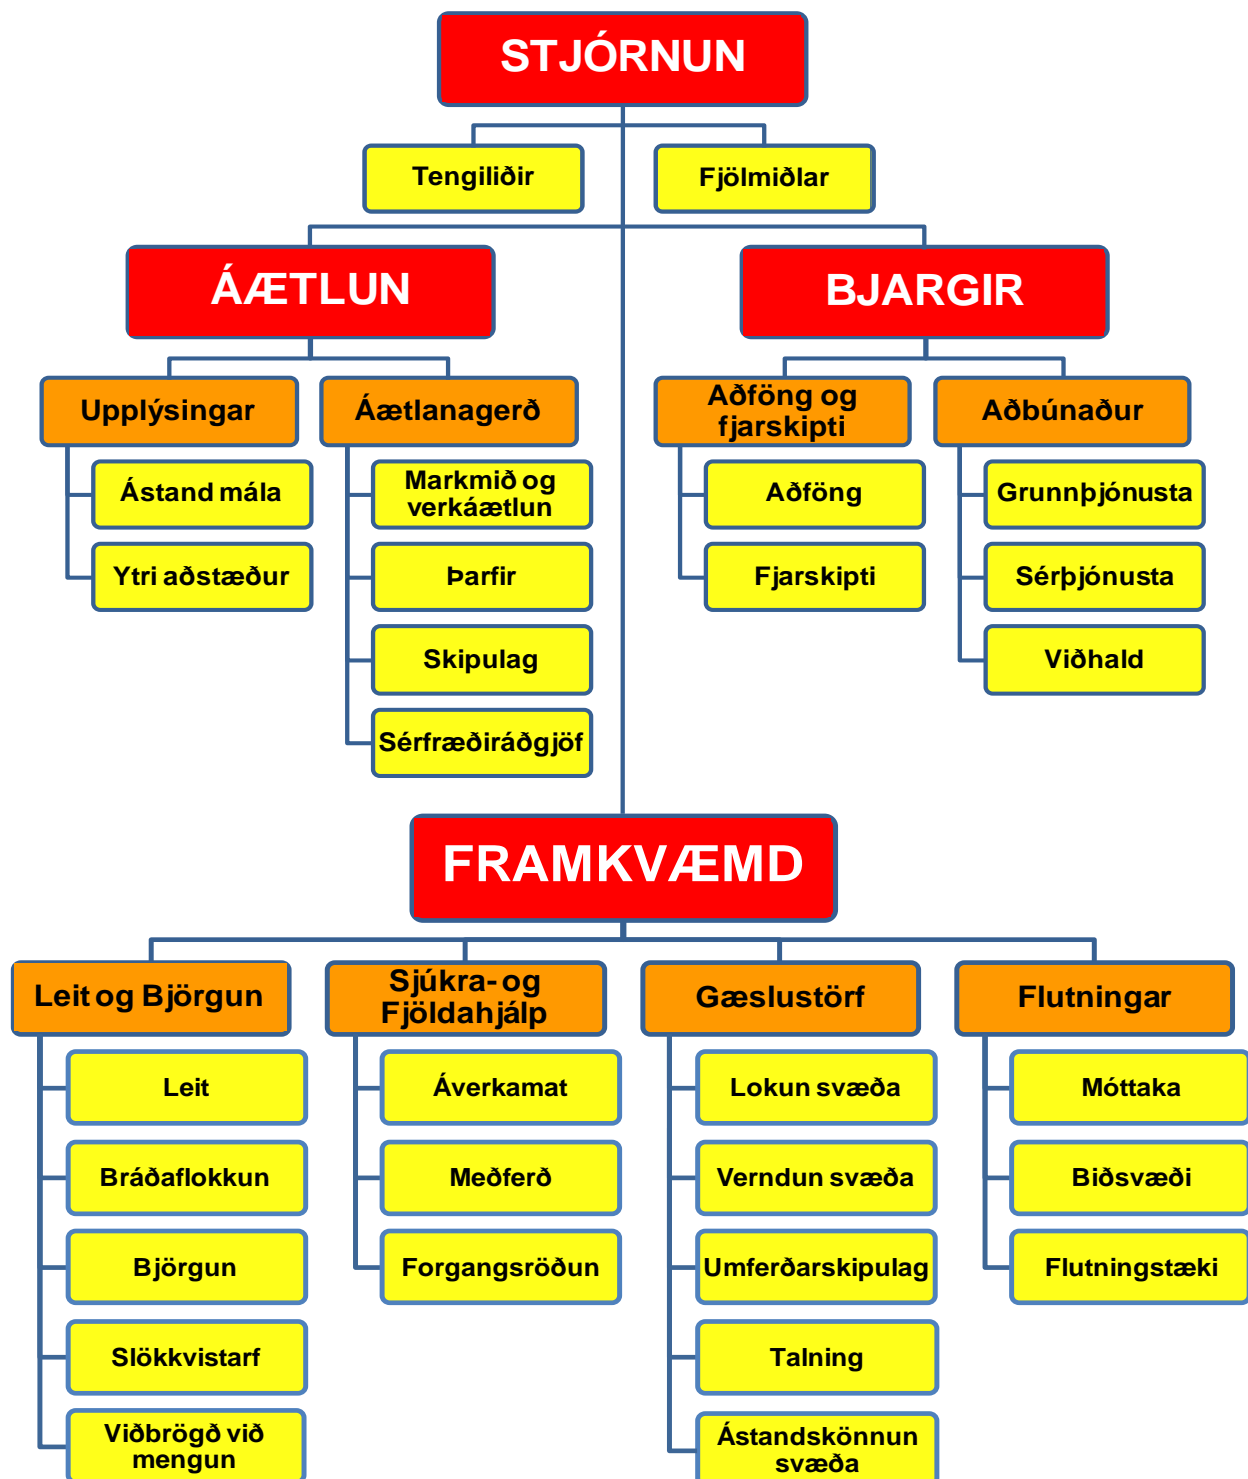 STJÓRNUN
Tengiliðir
Fjölmiðlar
ÁÆTLUN
BJARGIR
Upplýsingar
Ástand mála
Ytri aðstæður
Áætlanagerð
Markmið og
verkáætlun
Þarfir
Skipulag
Sérfræðiráðgjöf
Aðföng og
fjarskipti
Aðföng
Fjarskipti
Aðbúnaður
Grunnþjónusta
Sérþjónusta
Viðhald
FRAMKVÆMD
Leit og Björgun
Leit
Bráðaflokkun
Björgun
Slökkvistarf
Viðbrögð við
mengun
Sjúkra- og
Fjöldahjálp
Áverkamat
Meðferð
Forgangsröðun
Gæslustörf
Lokun svæða
Verndun svæða
Umferðarskipulag
Talning
Ástandskönnun
svæða
Flutningar
Móttaka
Biðsvæði
Flutningstæki